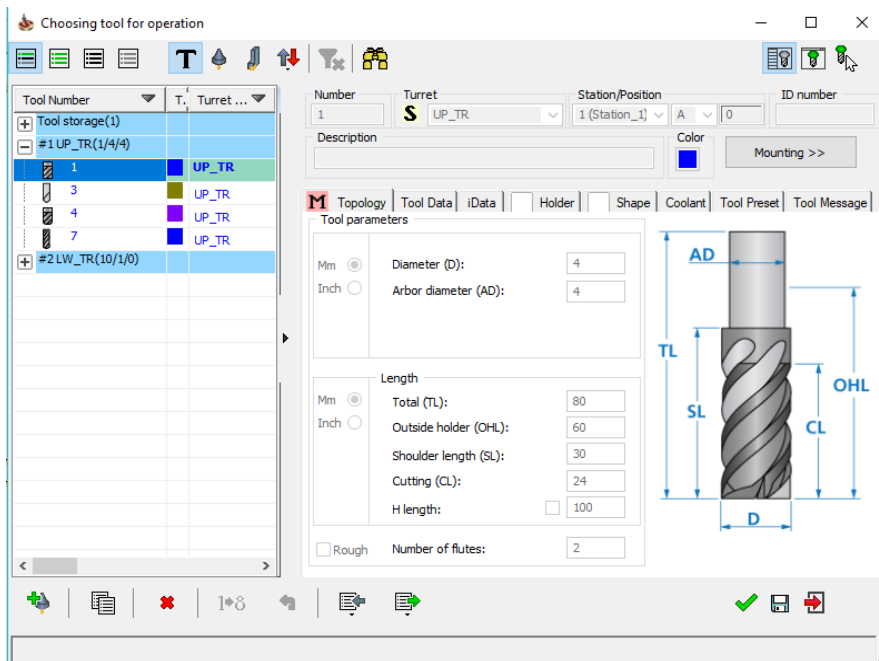 Choosing tool for operation
T
Tool Number T. Turret ...
Tool storage(1)
#1 UP_TR(1/4/4)
1 UP_TR
3 UP_TR
4 UP_TR
7 UP_TR
#2 LW_TR(10/1/0)
Number Turret Station/Position ID number
1 S UP_TR 1 (Station_1) A 0
Description Color
Mounting >>
M Topology Tool Data iData Holder Shape Coolant Tool Preset Tool Message
Tool parameters
Mm Diameter (D): 4
Inch Arbor diameter (AD): 4
Length
Mm Total (TL): 80
Inch Outside holder (OHL): 60
Shoulder length (SL): 30
Cutting (CL): 24
H length: 100
Rough Number of flutes: 2
AD
TL
OHL
SL
CL
D